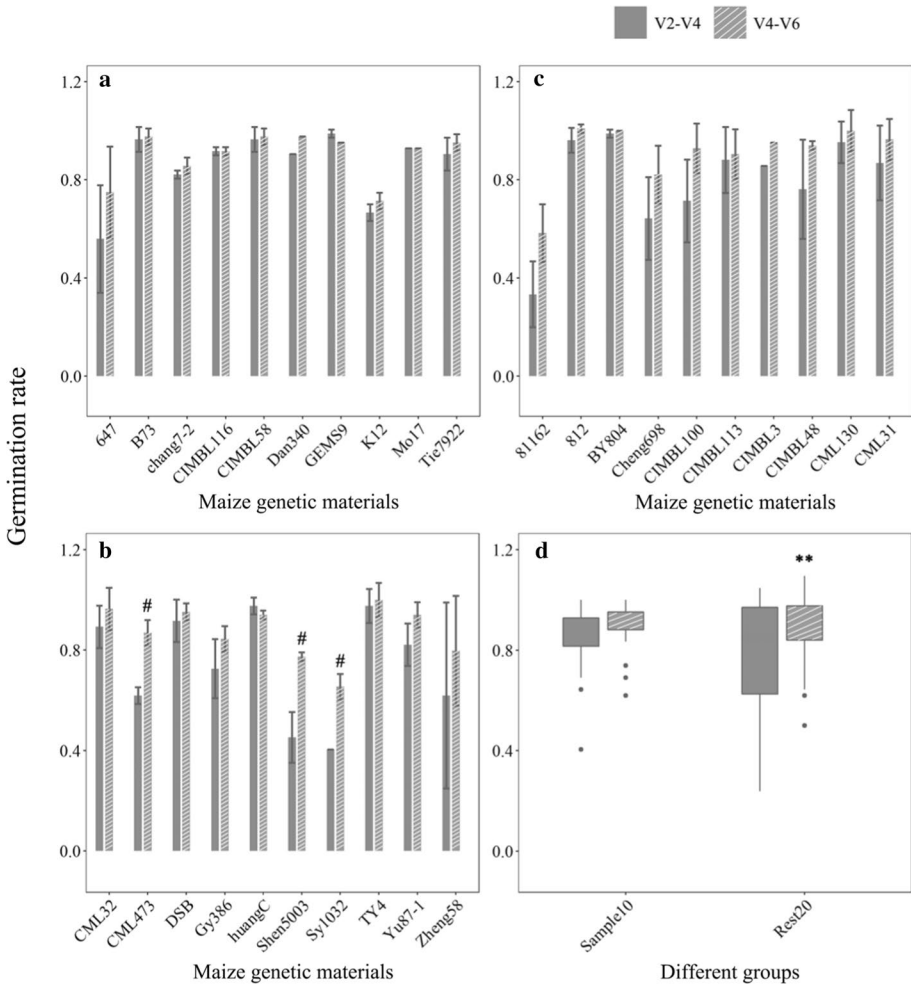 V2-V4 V4-V6
Germination rate
a
1.2
0.8
0.4
0.0
647 B73 chang7-2 CIMBL116 CIMBL58 Dan340 GEMS9 K12 Mo17 Tie7922
Maize genetic materials
c
1.2
0.8
0.4
0.0
81162 812 BY804 Cheng698 CIMBL100 CIMBL113 CIMBL3 CIMBL48 CML130 CML31
Maize genetic materials
b
1.2
0.8
0.4
0.0
# # #
CML32 CML473 DSB Gy386 huangC Shen5003 Sy1032 TY4 Yu87-1 Zheng58
Maize genetic materials
d
1.2
0.8
0.4
0.0
**
Sample10 Rest20
Different groups